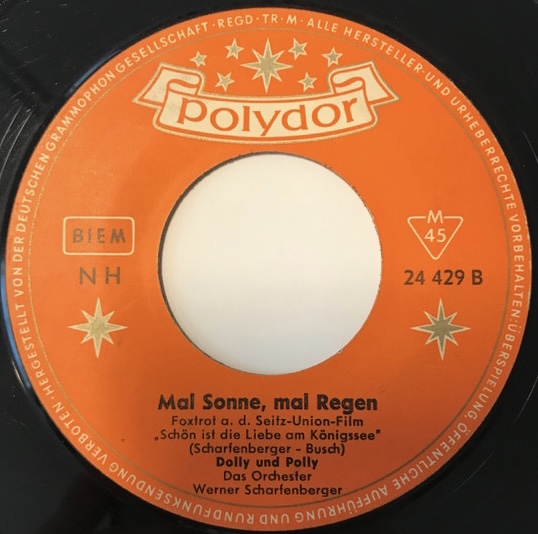 HERGESTELLT VON DER DEUTSCHEN GRAMMOPHON GESELLSCHAFT · REGD · TR · M · ALLE HERSTELLER- UND URHEBERRECHTE VORBEHALTEN: ÜBERSPIELUNG ÖFFENTLICHE AUFFÜHRUNG UND RUNDFUNKSENDUNG VERBOTEN ·
polydor
BIEM
M
45
NH
24 429 B
Mal Sonne, mal Regen
Foxtrot a. d. Seitz-Union-Film
„Schön ist die Liebe am Königssee"
(Scharfenberger - Busch)
Dolly und Polly
Das Orchester
Werner Scharfenberger